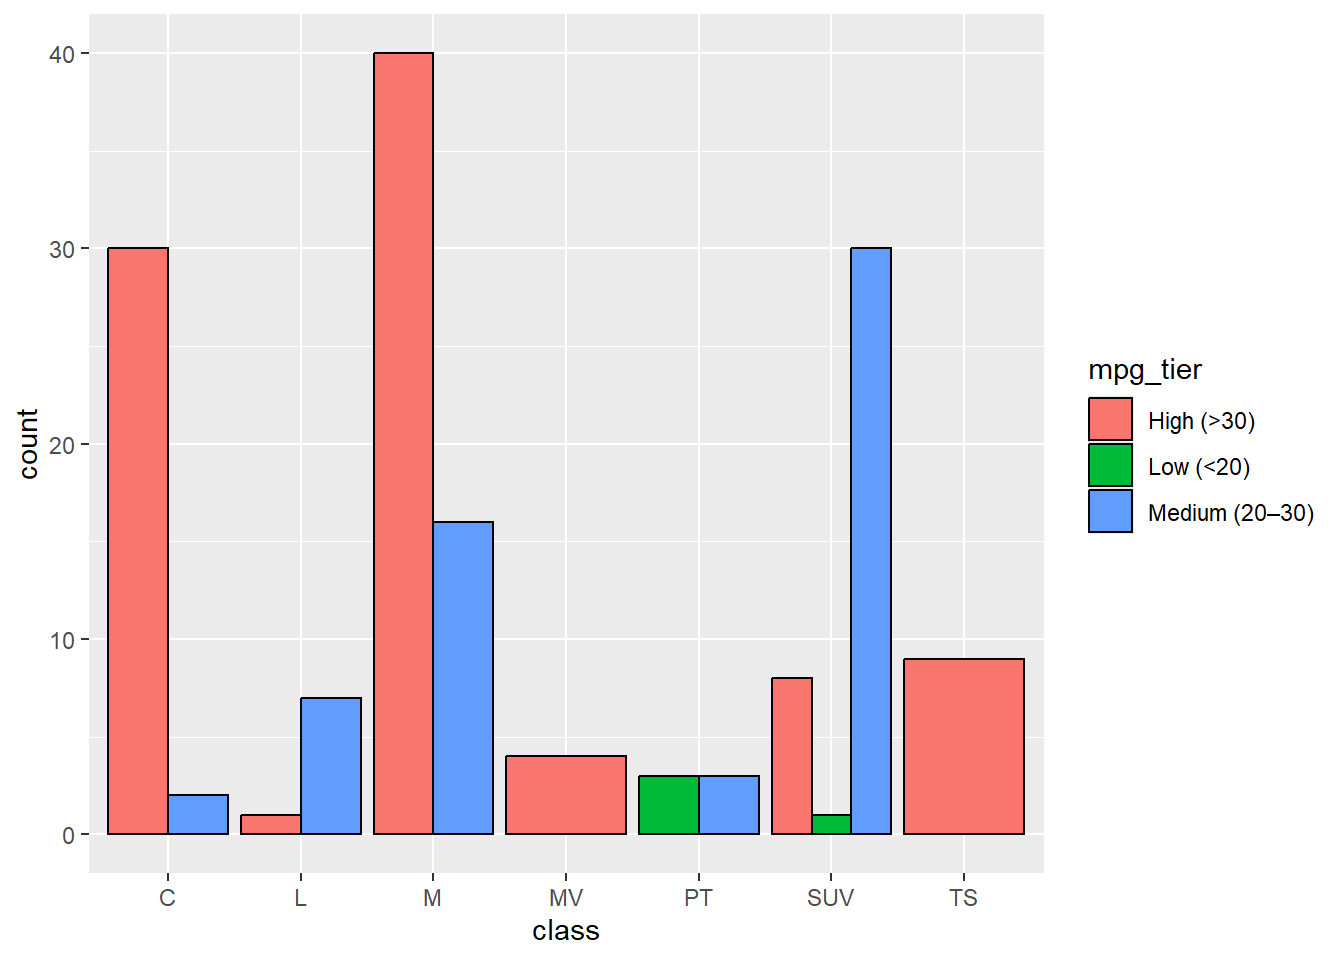 40
30
20
10
0
count
C L M MV PT SUV TS
class
mpg_tier
High (>30)
Low (<20)
Medium (20–30)